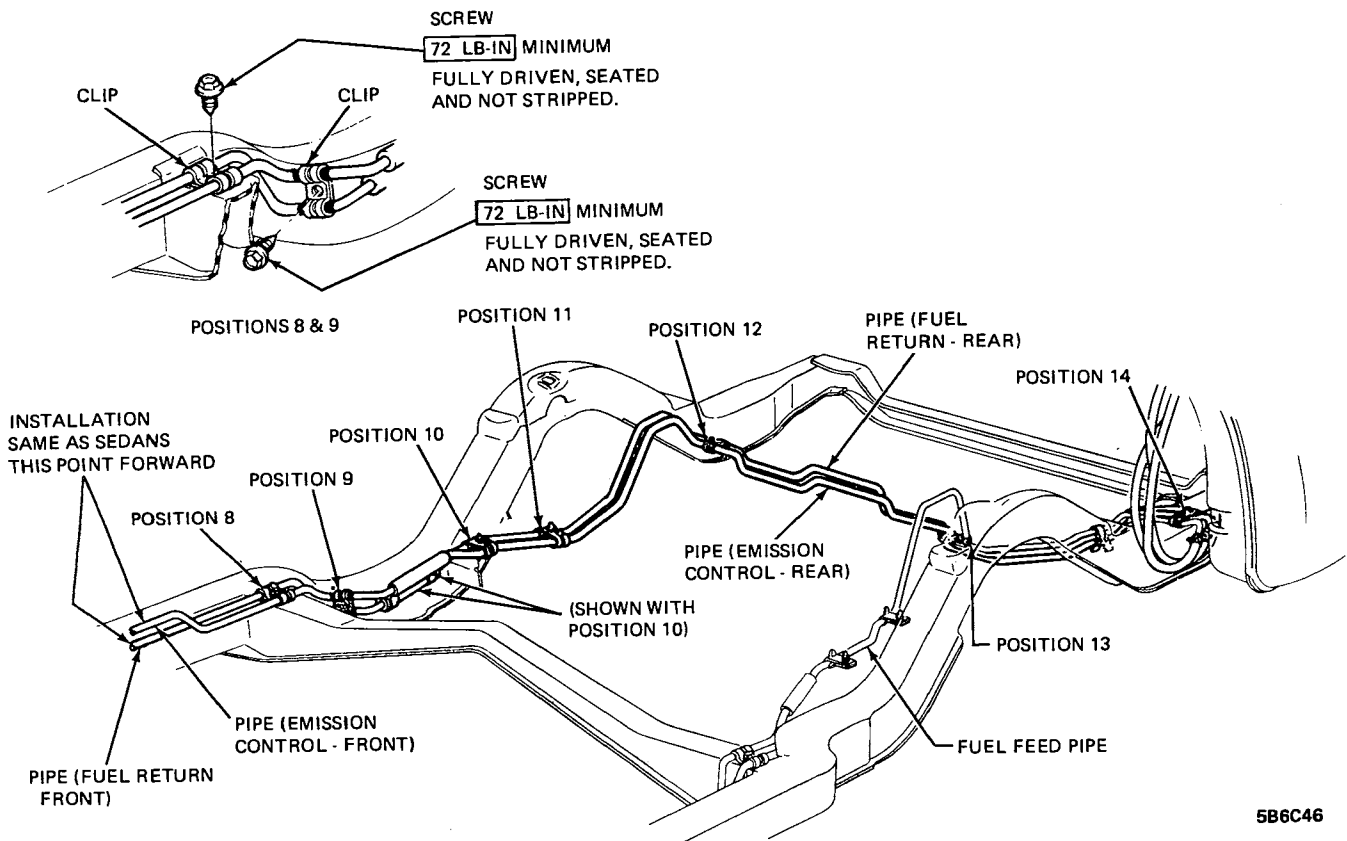 SCREW
72 LB-IN MINIMUM
FULLY DRIVEN, SEATED
AND NOT STRIPPED.
CLIP
CLIP
SCREW
72 LB-IN MINIMUM
FULLY DRIVEN, SEATED
AND NOT STRIPPED.
POSITIONS 8 & 9
POSITION 11
POSITION 12
PIPE (FUEL
RETURN - REAR)
POSITION 14
INSTALLATION
SAME AS SEDANS
THIS POINT FORWARD
POSITION 10
POSITION 9
POSITION 8
PIPE (EMISSION
CONTROL - REAR)
(SHOWN WITH
POSITION 10)
POSITION 13
PIPE (EMISSION
CONTROL - FRONT)
FUEL FEED PIPE
PIPE (FUEL RETURN
FRONT)
5B6C46